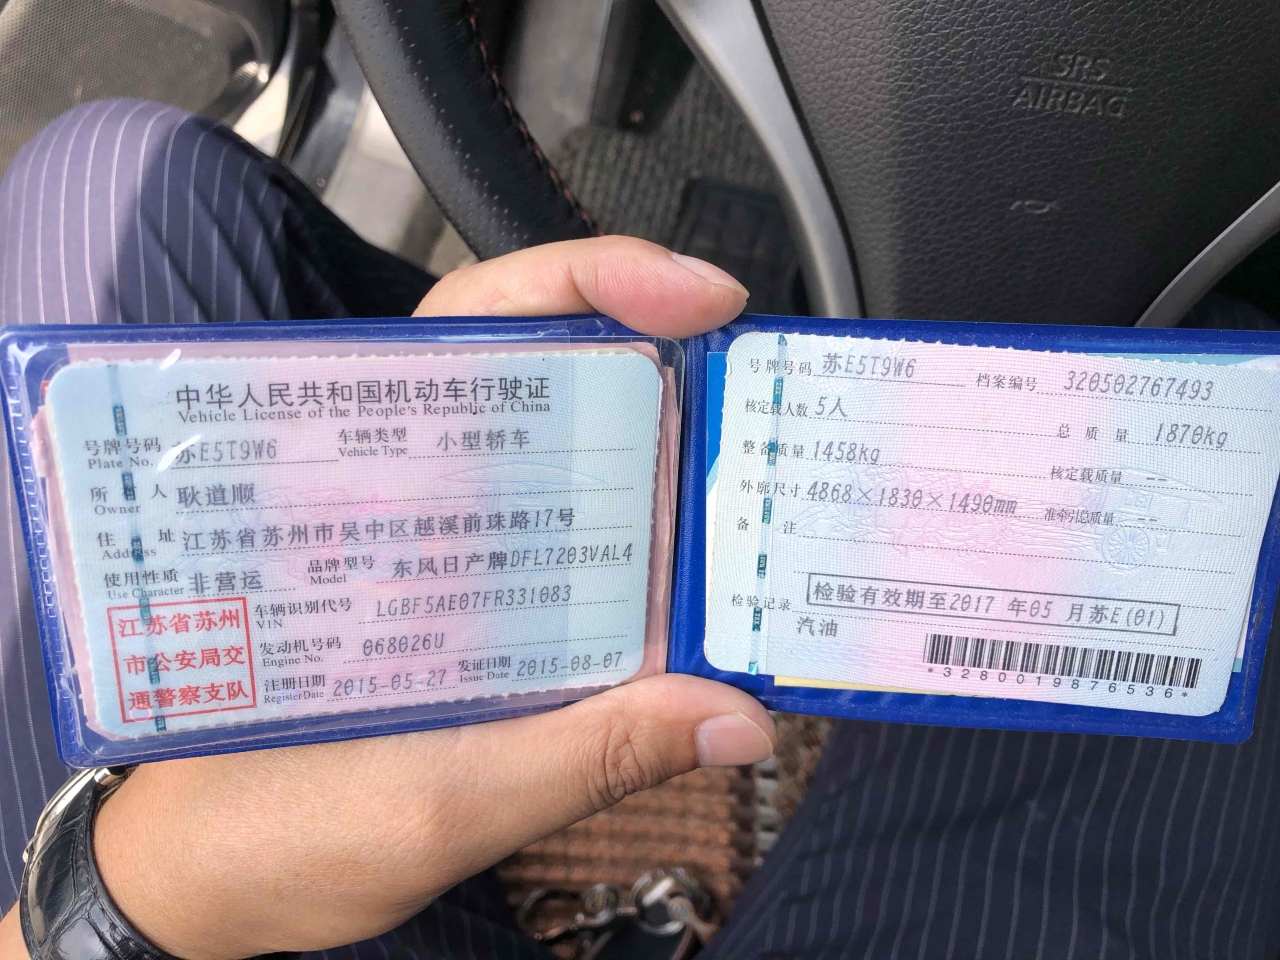 SRS
AIRBAG
中华人民共和国机动车行驶证
Vehicle License of the People's Republic of China
号牌号码 苏E5T9W6 车辆类型 小型轿车
Plate No. Vehicle Type
所有人 耿道顺
Owner
住址 江苏省苏州市吴中区越溪前珠路17号
Address
使用性质 非营运 品牌型号 东风日产牌DFL7203VAL4
Use Character Model
江苏省苏州
市公安局交
通警察支队
车辆识别代号 LGBF5AE07FR331083
VIN
发动机号码 068026U
Engine No.
注册日期 2015-05-27 发证日期 2015-08-07
Register Date Issue Date
号牌号码 苏E5T9W6 档案编号 320502767493
核定载人数 5人 总质量 1870kg
整备质量 1458kg 核定载质量 --
外廓尺寸 4868×1830×1490mm 准牵引总质量 --
备注
检验记录 检验有效期至2017 年05 月苏E(01)
汽油
*3280019876536*